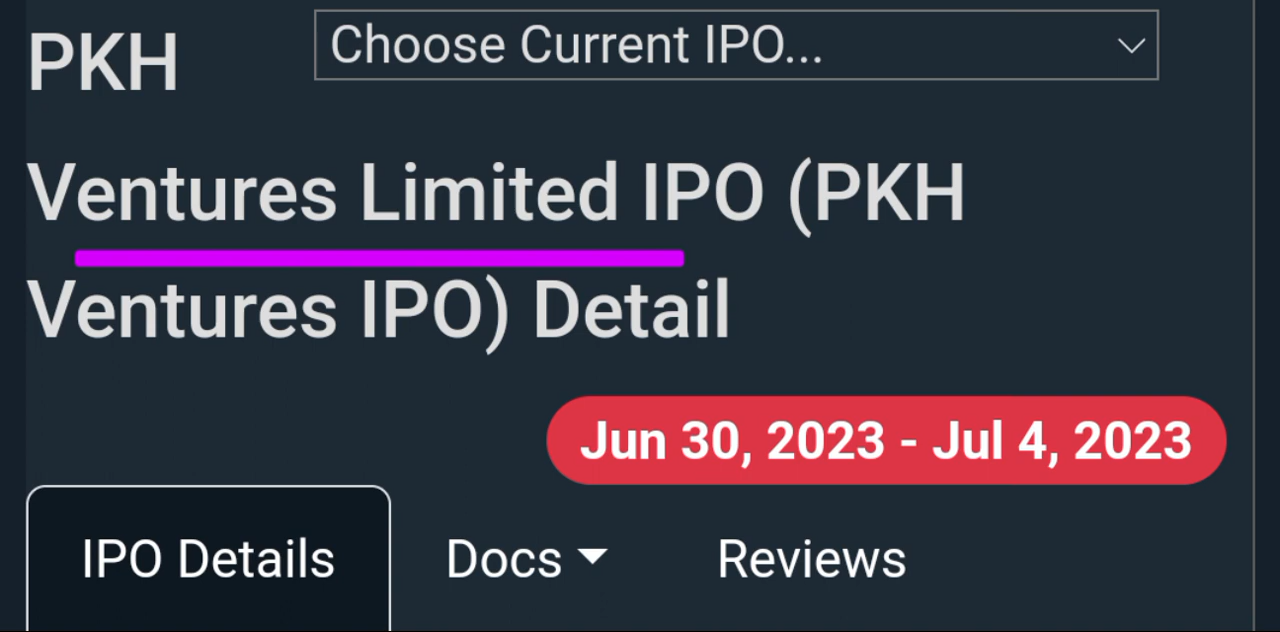 PKH
Choose Current IPO...
Ventures Limited IPO (PKH
Ventures IPO) Detail
Jun 30, 2023 - Jul 4, 2023
IPO Details
Docs
Reviews